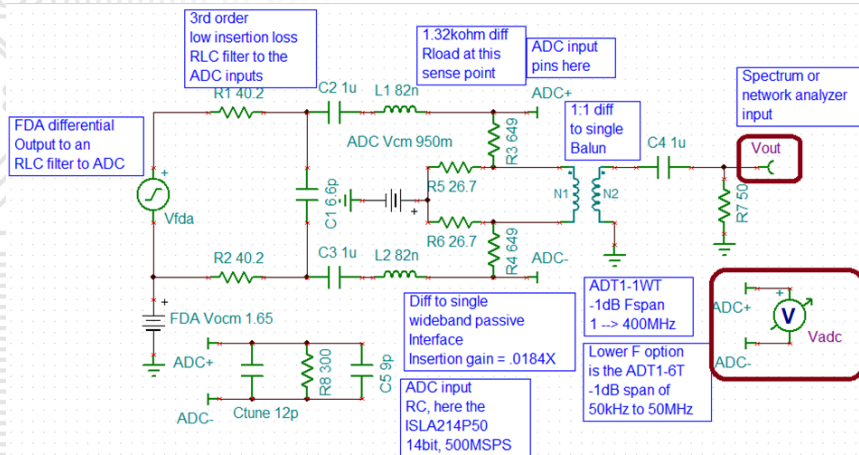 3rd order
low insertion loss
RLC filter to the
ADC inputs
1.32kohm diff
Rload at this
sense point
ADC input
pins here
Spectrum or
network analyzer
input
FDA differential
Output to an
RLC filter to ADC
R1 40.2
C2 1u
L1 82n
ADC+
1:1 diff
to single
Balun
ADC Vcm 950m
R3 649
C4 1u
Vout
+
Vfda
C1 6.6p
R5 26.7
+
N1
N2
R7 50
R6 26.7
R2 40.2
C3 1u
L2 82n
R4 649
ADC-
+
FDA Vocm 1.65
Diff to single
wideband passive
Interface
Insertion gain = .0184X
ADT1-1WT
-1dB Fspan
1 --> 400MHz
ADC+
+
V
Vadc
ADC-
ADC+
R8 300
C5 9p
ADC-
Ctune 12p
ADC input
RC, here the
ISLA214P50
14bit, 500MSPS
Lower F option
is the ADT1-6T
-1dB span of
50kHz to 50MHz